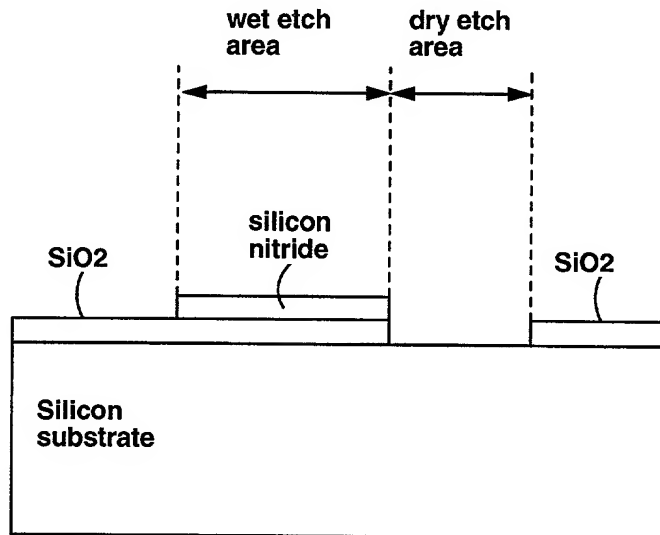 wet etch
area
dry etch
area
silicon
nitride
SiO2
SiO2
Silicon
substrate